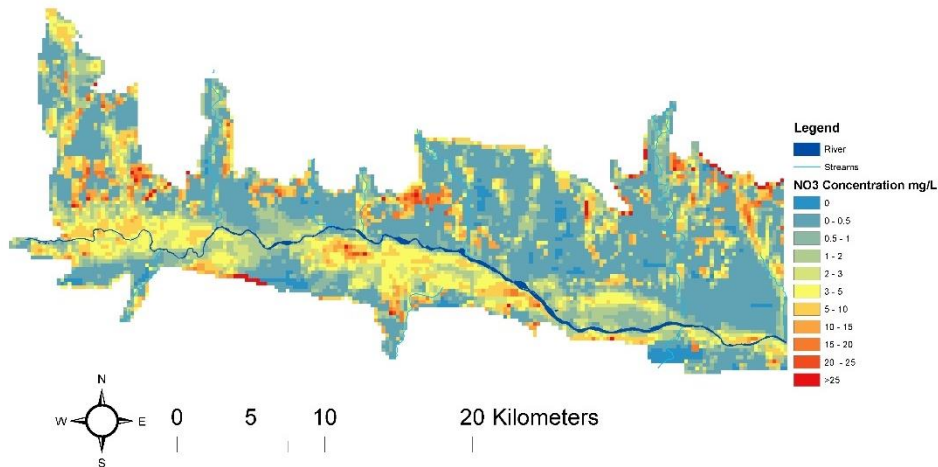 Legend
River
Streams
NO3 Concentration mg/L
0
0 - 0.5
0.5 - 1
1 - 2
2 - 3
3 - 5
5 - 10
10 - 15
15 - 20
20 - 25
>25
N
W E
S
0 5 10 20 Kilometers